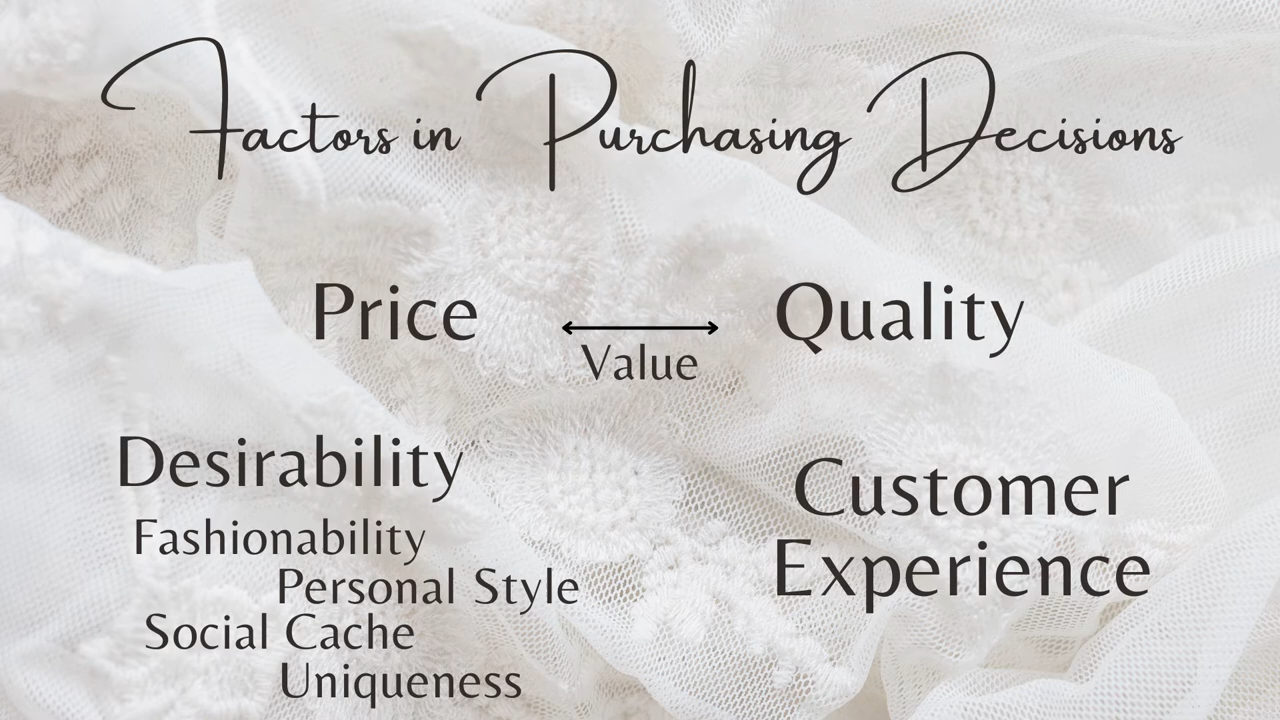 Factors in Purchasing Decisions
Price
Quality
Value
Desirability
Fashionability
Personal Style
Social Cache
Uniqueness
Customer
Experience